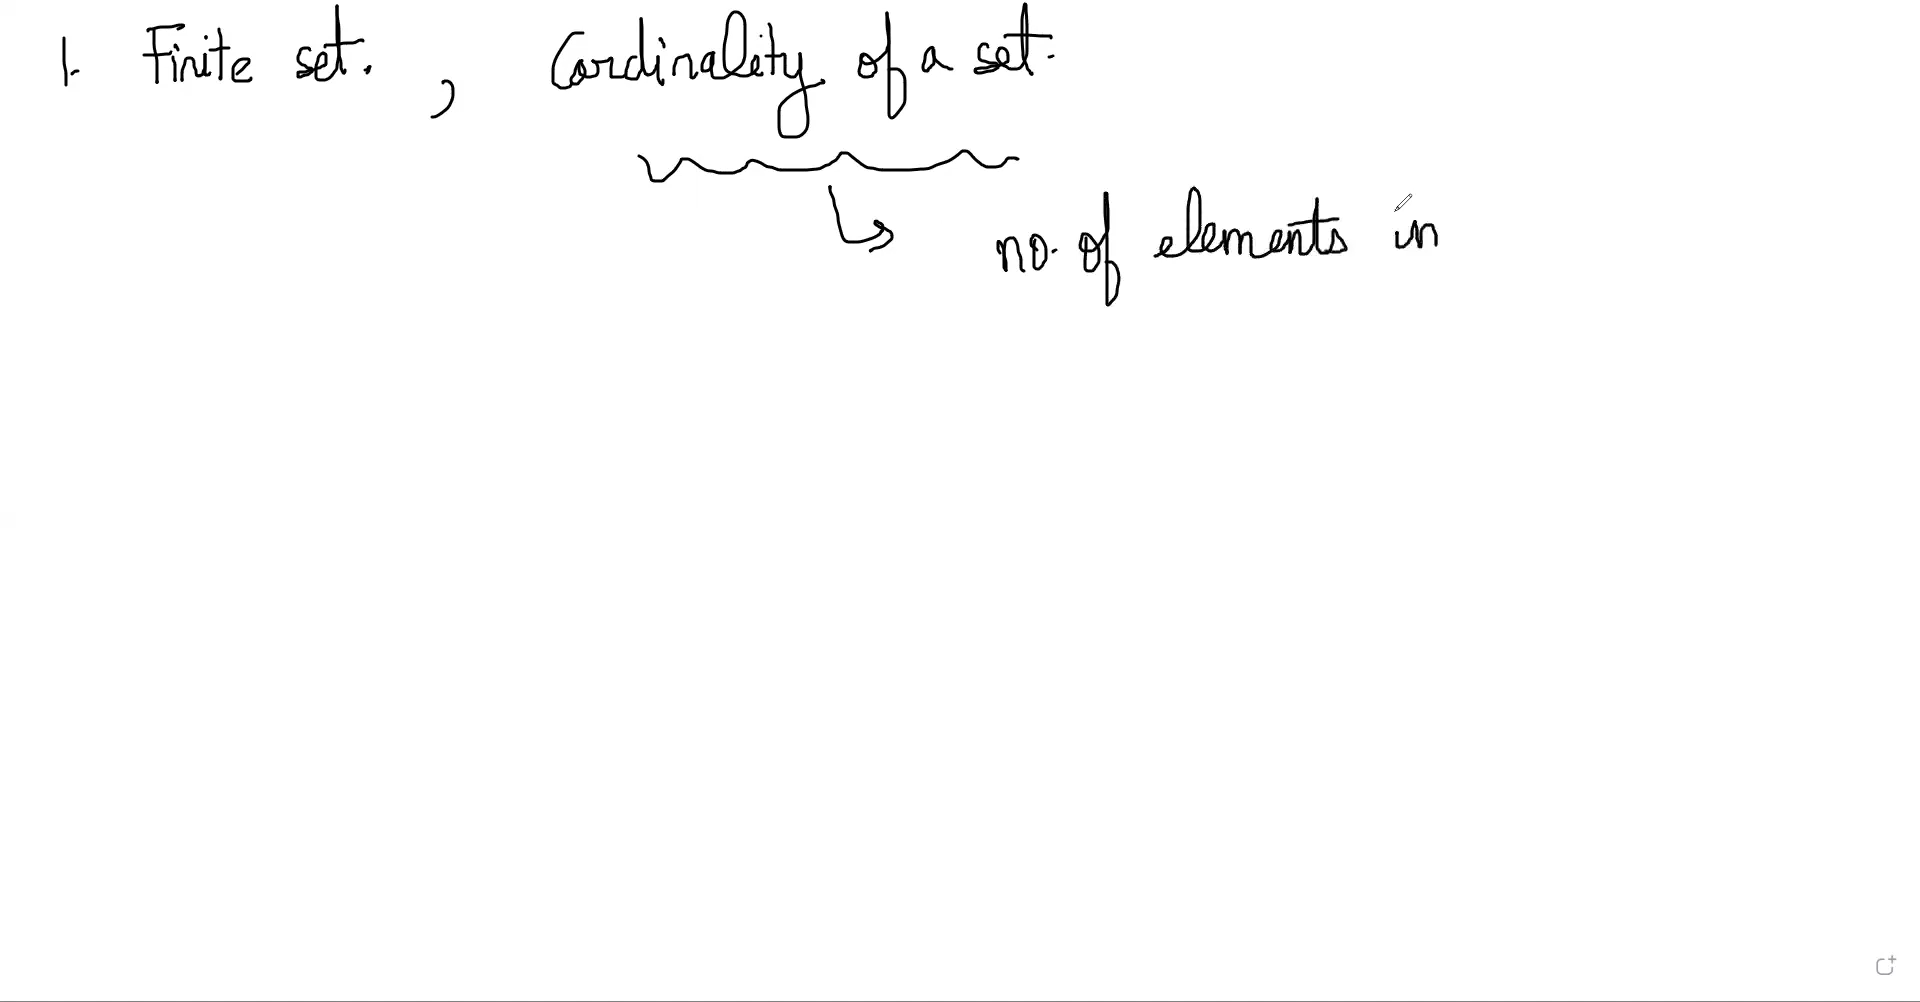 1. Finite set. , Cardinality of a set.
no. of elements in